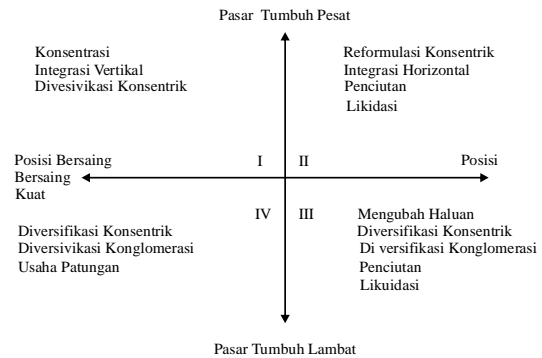 Pasar Tumbuh Pesat
Konsentrasi
Integrasi Vertikal
Divesivikasi Konsentrik
Reformulasi Konsentrik
Integrasi Horizontal
Penciutan
Likidasi
Posisi Bersaing
Bersaing
Kuat
I
II
Posisi
IV
III
Diversifikasi Konsentrik
Diversivikasi Konglomerasi
Usaha Patungan
Mengubah Haluan
Diversifikasi Konsentrik
Di versifikasi Konglomerasi
Penciutan
Likuidasi
Pasar Tumbuh Lambat